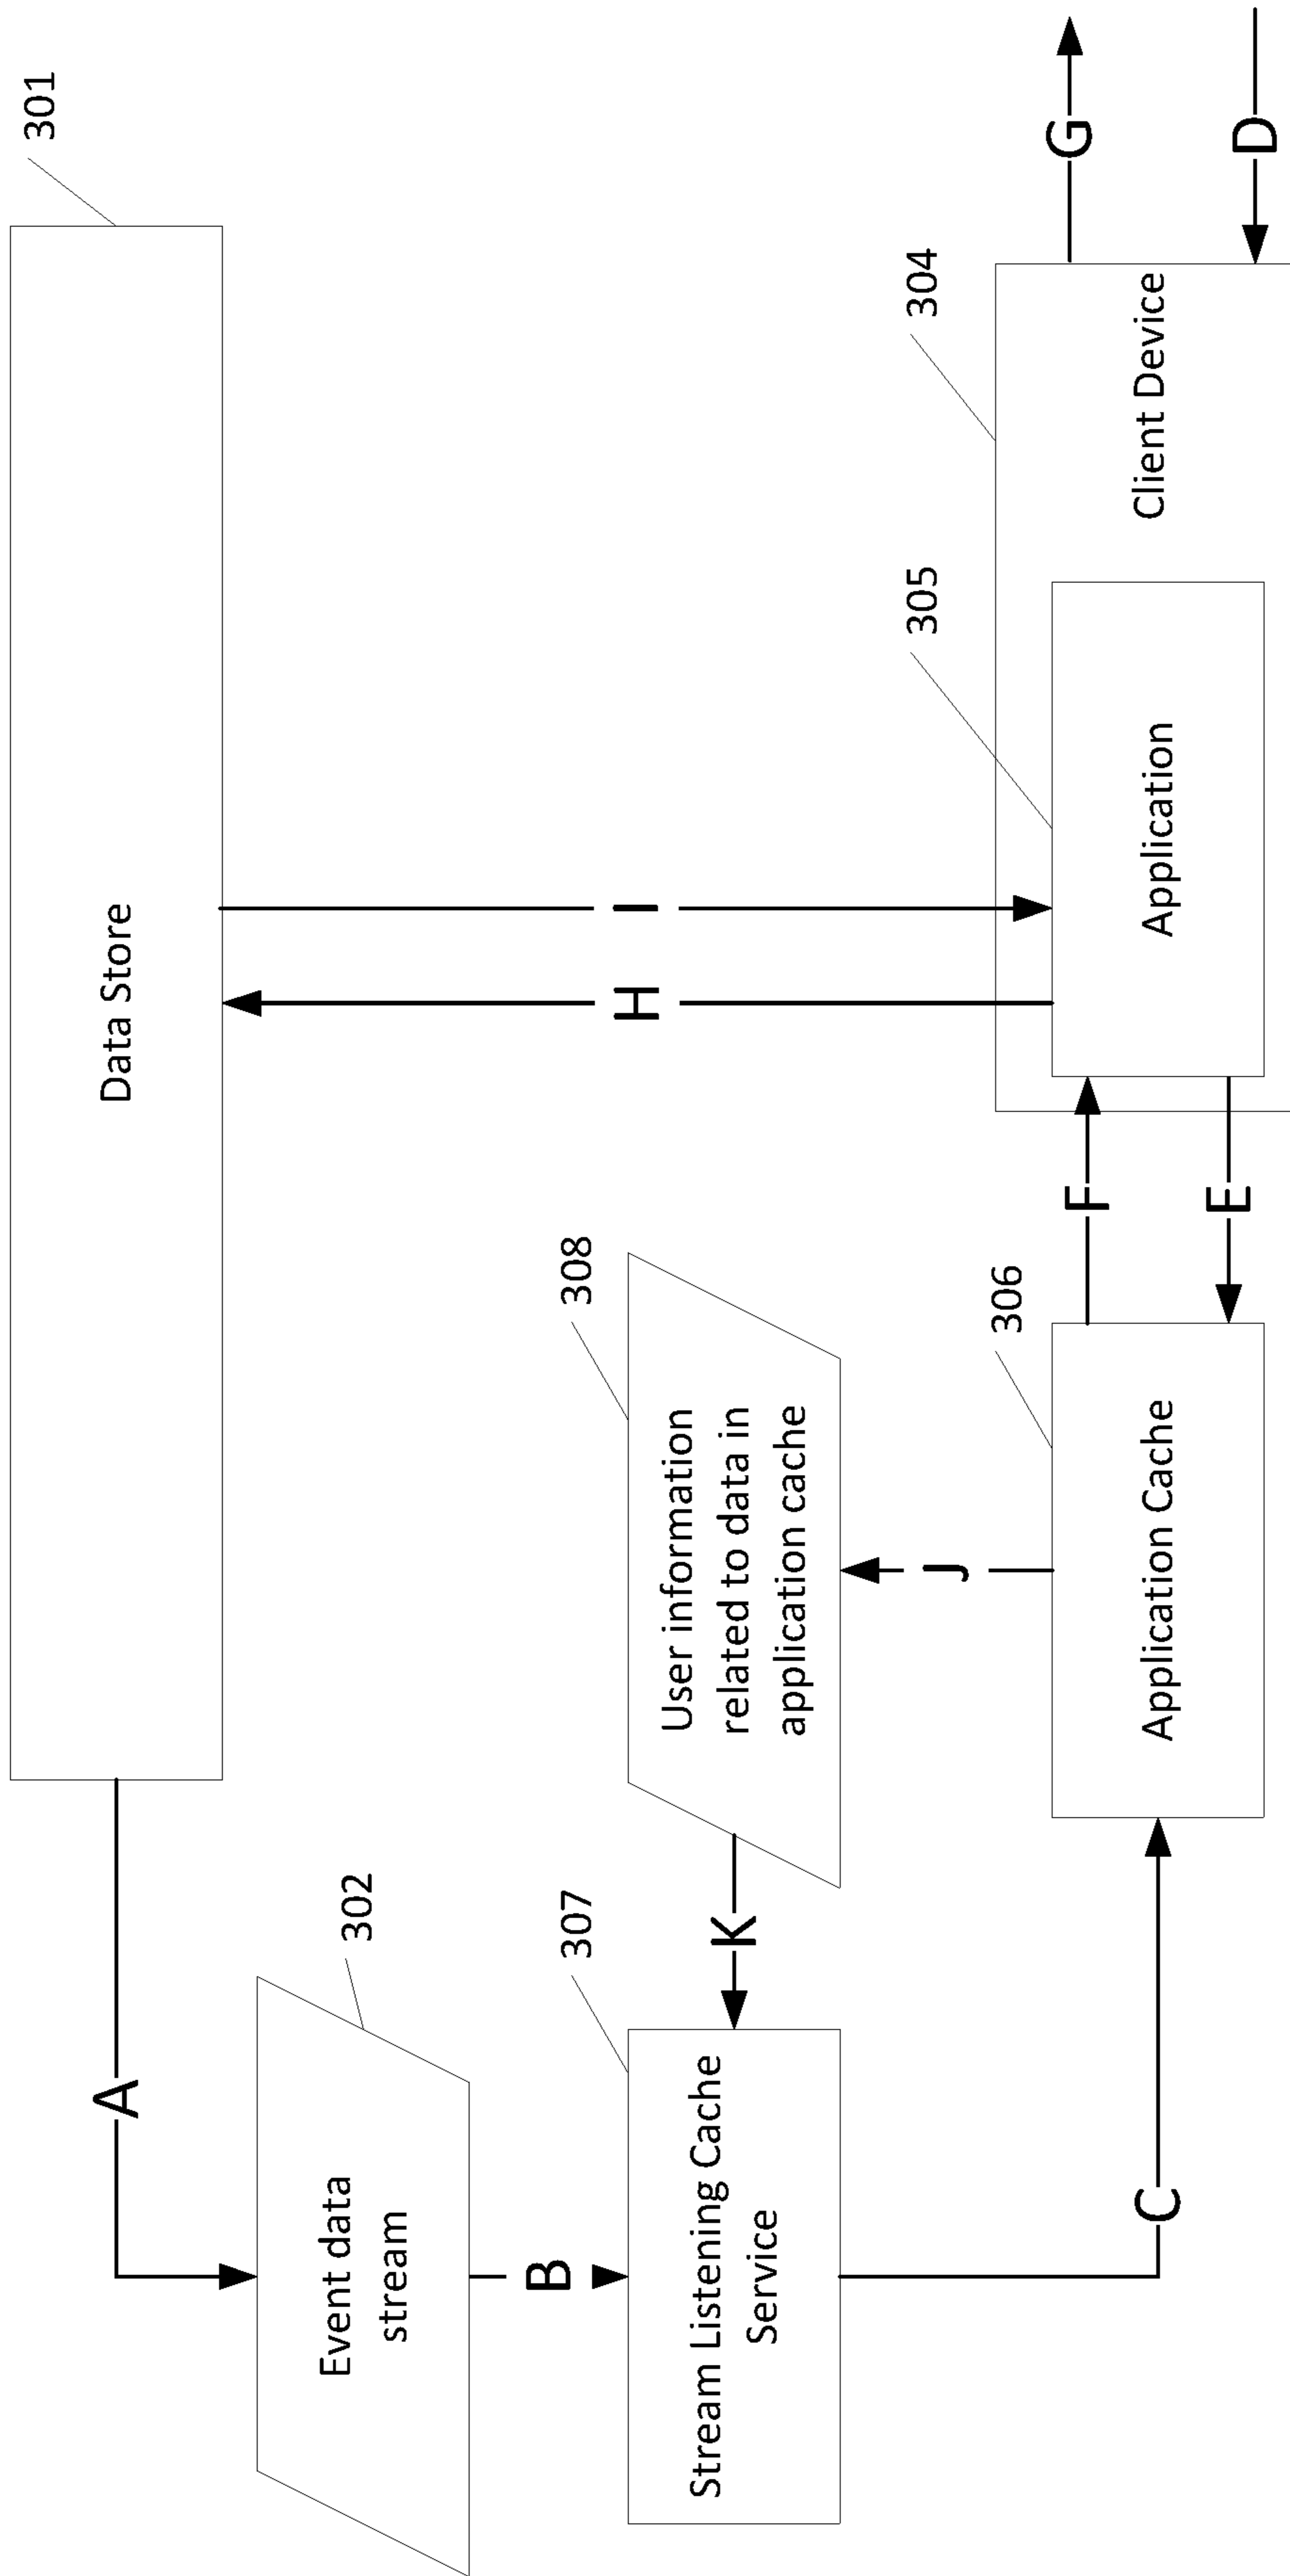 301
Data Store
A
302
Event data
stream
B
I
H
308
User information
related to data in
application cache
K
307
Stream Listening Cache
Service
J
304
Client Device
305
Application
G
D
F
E
306
Application Cache
C